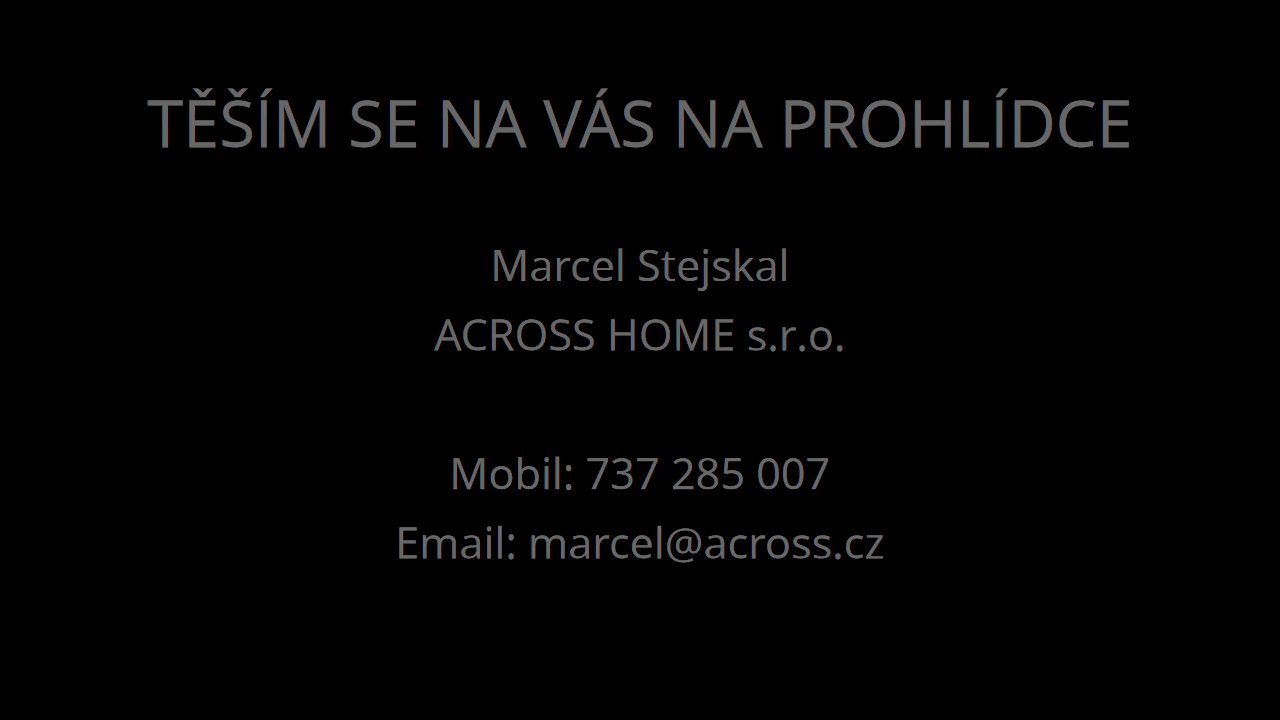 TĚŠÍM SE NA VÁS NA PROHLÍDCE
Marcel Stejskal
ACROSS HOME s.r.o.
Mobil: 737 285 007
Email: marcel@across.cz